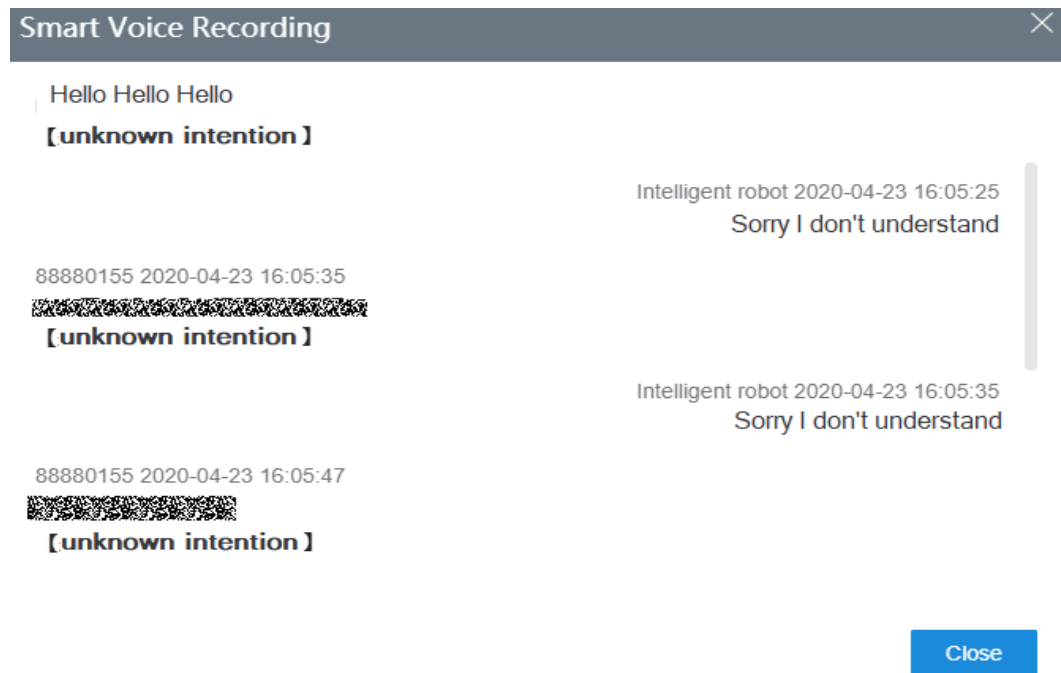 Smart Voice Recording
Hello Hello Hello
【unknown intention】
Intelligent robot 2020-04-23 16:05:25
Sorry I don't understand
88880155 2020-04-23 16:05:35
【unknown intention】
Intelligent robot 2020-04-23 16:05:35
Sorry I don't understand
88880155 2020-04-23 16:05:47
【unknown intention】
Close